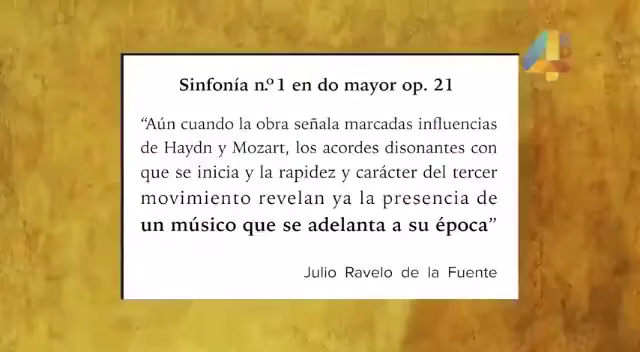 4
Sinfonía n.º 1 en do mayor op. 21
“Aún cuando la obra señala marcadas influencias
de Haydn y Mozart, los acordes disonantes con
que se inicia y la rapidez y carácter del tercer
movimiento revelan ya la presencia de
un músico que se adelanta a su época”
Julio Ravelo de la Fuente